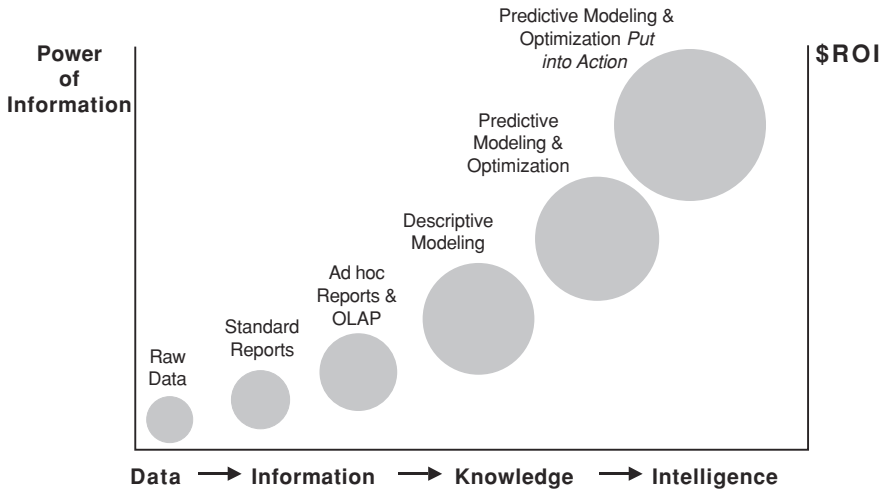 Predictive Modeling &
Optimization Put
into Action
Power
of
Information
$ROI
Predictive
Modeling &
Optimization
Descriptive
Modeling
Ad hoc
Reports &
OLAP
Standard
Reports
Raw
Data
Data → Information → Knowledge → Intelligence